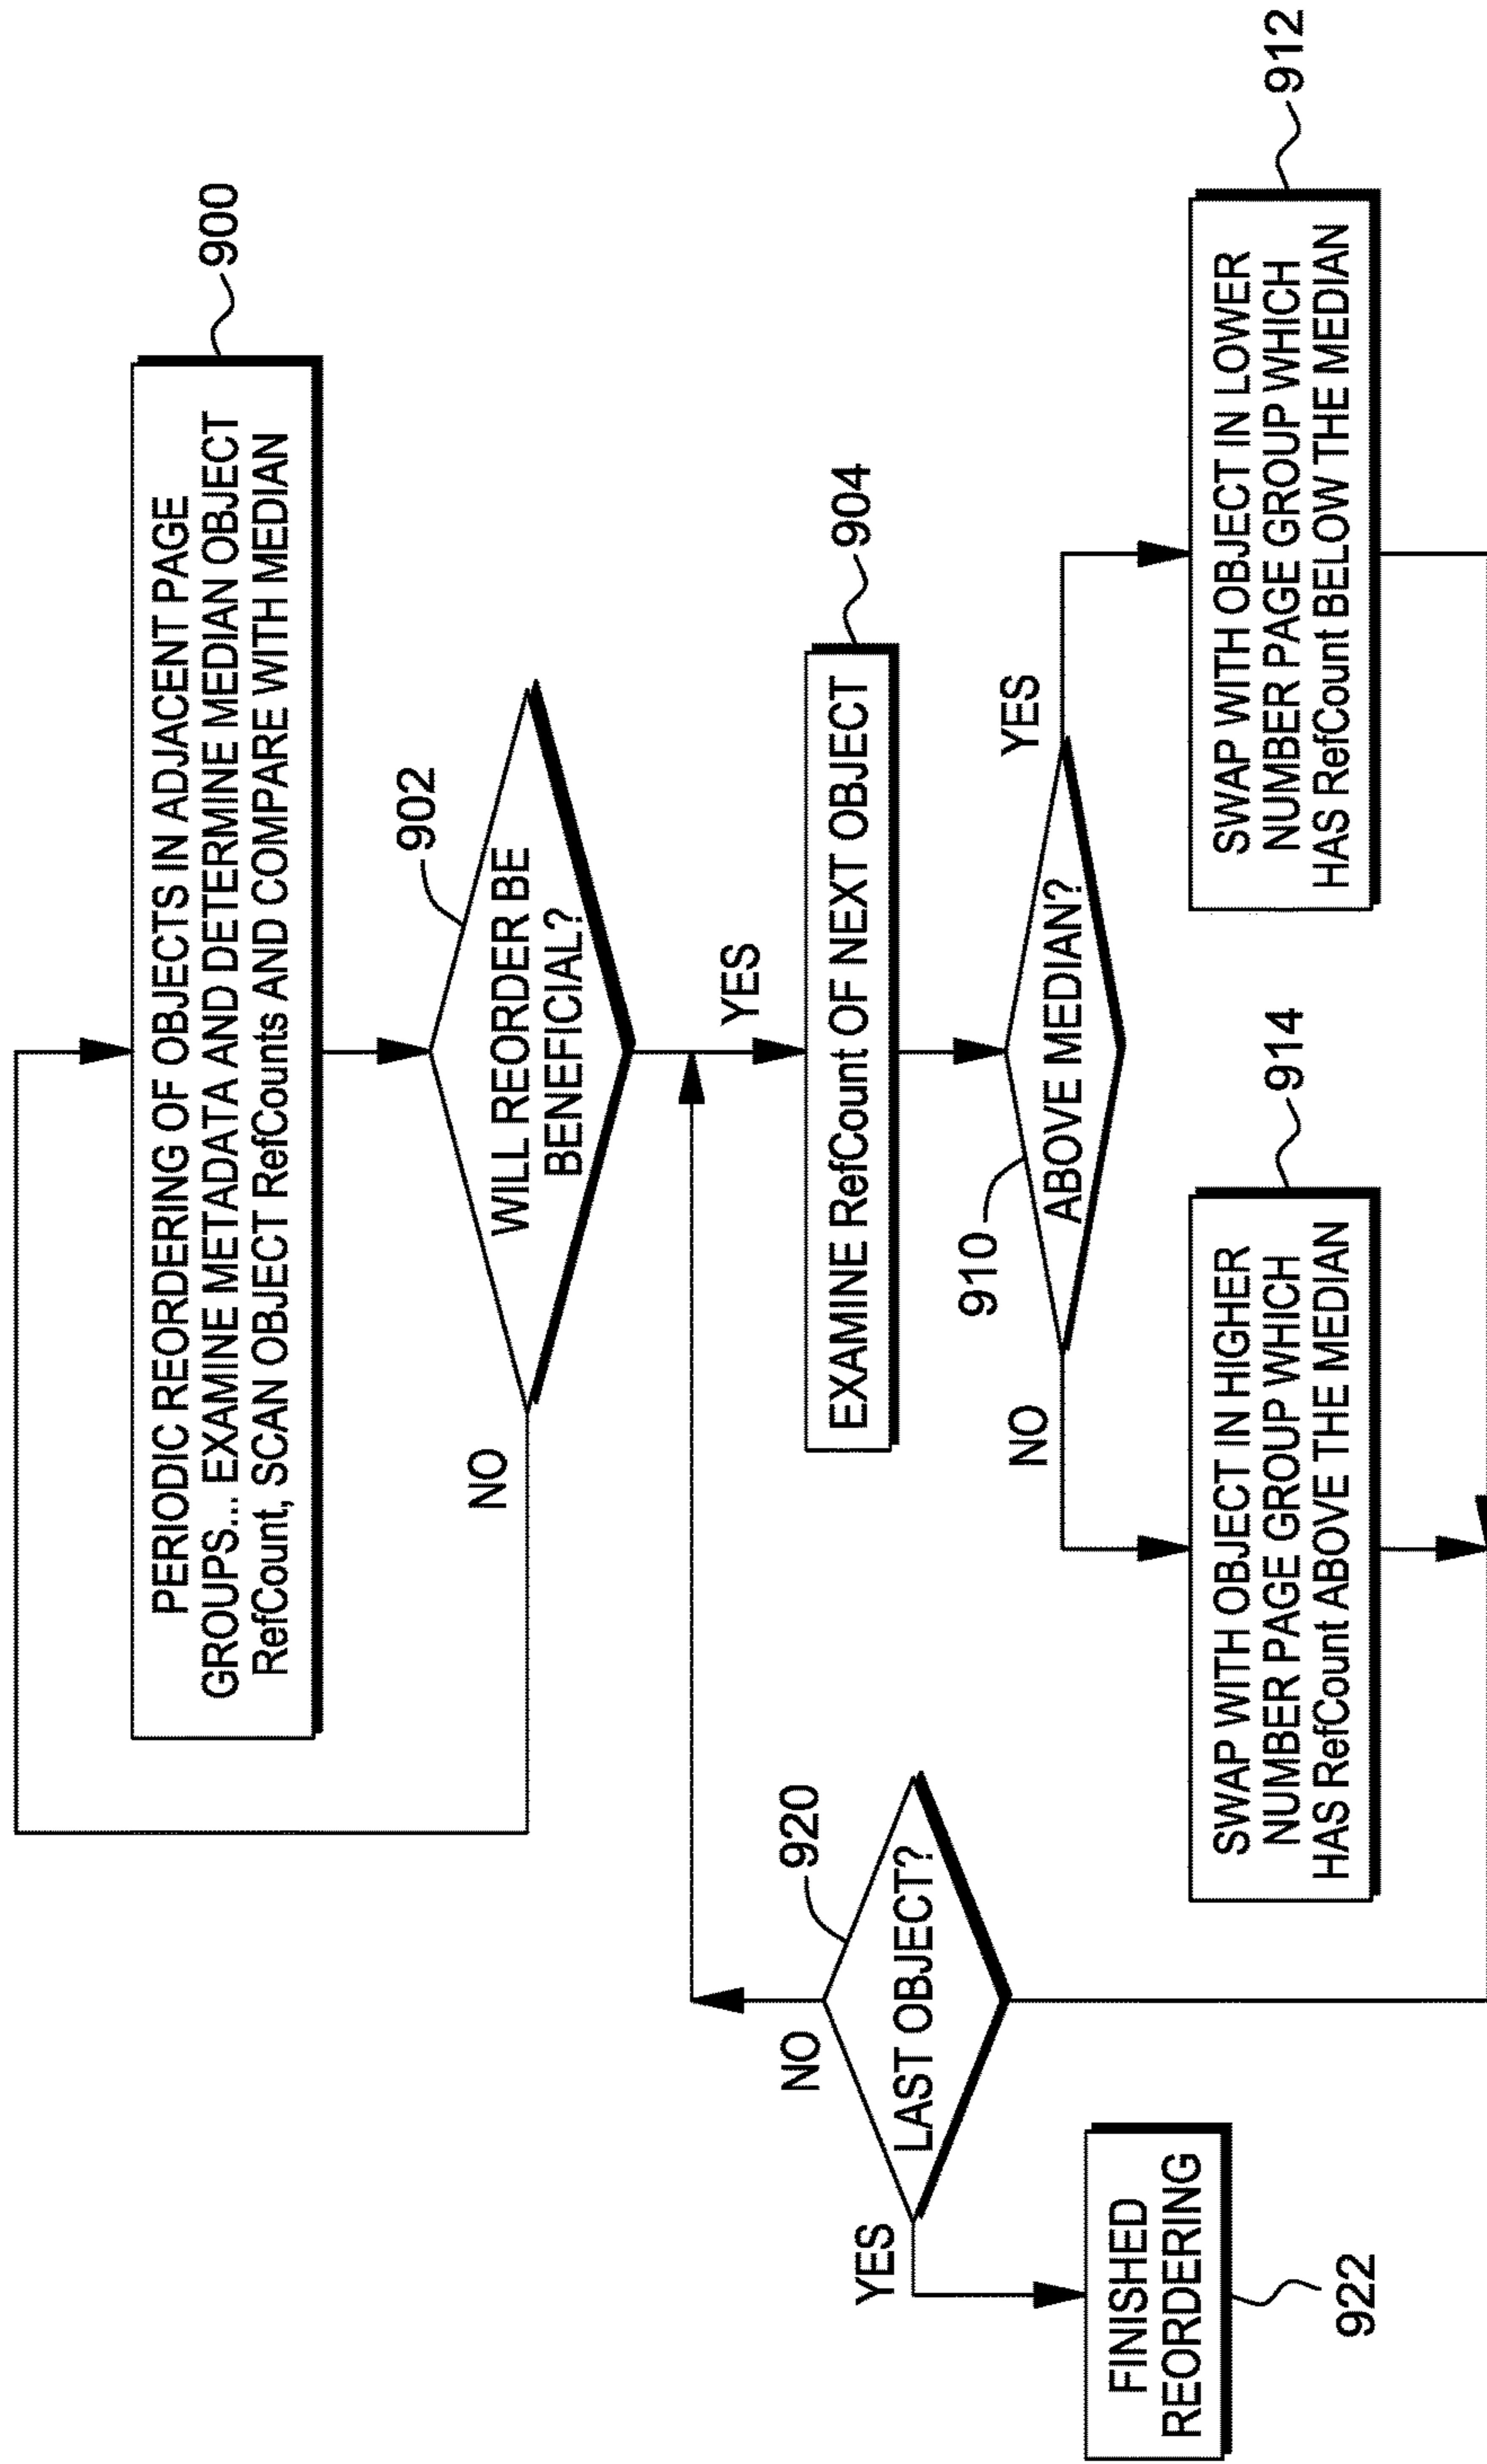 PERIODIC REORDERING OF OBJECTS IN ADJACENT PAGE
GROUPS... EXAMINE METADATA AND DETERMINE MEDIAN OBJECT
RefCount, SCAN OBJECT RefCounts AND COMPARE WITH MEDIAN
900
902
WILL REORDER BE
BENEFICIAL?
NO
YES
EXAMINE RefCount OF NEXT OBJECT
904
910
ABOVE MEDIAN?
NO
YES
SWAP WITH OBJECT IN HIGHER
NUMBER PAGE GROUP WHICH
HAS RefCount ABOVE THE MEDIAN
914
SWAP WITH OBJECT IN LOWER
NUMBER PAGE GROUP WHICH
HAS RefCount BELOW THE MEDIAN
912
920
LAST OBJECT?
NO
YES
FINISHED
REORDERING
922